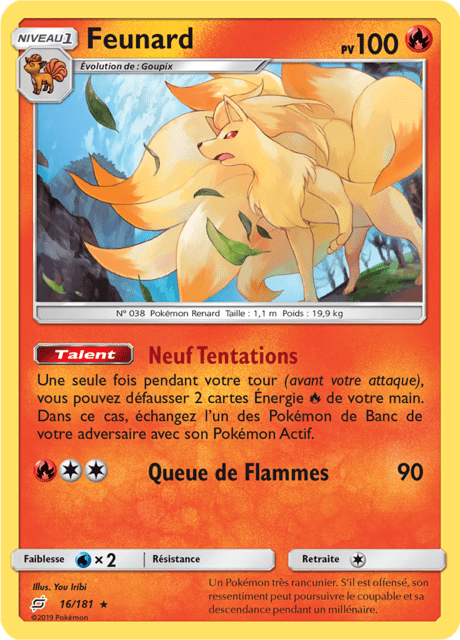 NIVEAU 1
Feunard
PV 100
Évolution de : Goupix
N° 038 Pokémon Renard Taille : 1,1 m Poids : 19,9 kg
Talent Neuf Tentations
Une seule fois pendant votre tour (avant votre attaque),
vous pouvez défausser 2 cartes Énergie de votre main.
Dans ce cas, échangez l'un des Pokémon de Banc de
votre adversaire avec son Pokémon Actif.
Queue de Flammes 90
Faiblesse ×2 Résistance Retraite
Illus. You Iribi
16/181 ★
©2019 Pokémon
Un Pokémon très rancunier. S'il est offensé, son
ressentiment peut poursuivre le coupable et sa
descendance pendant un millénaire.